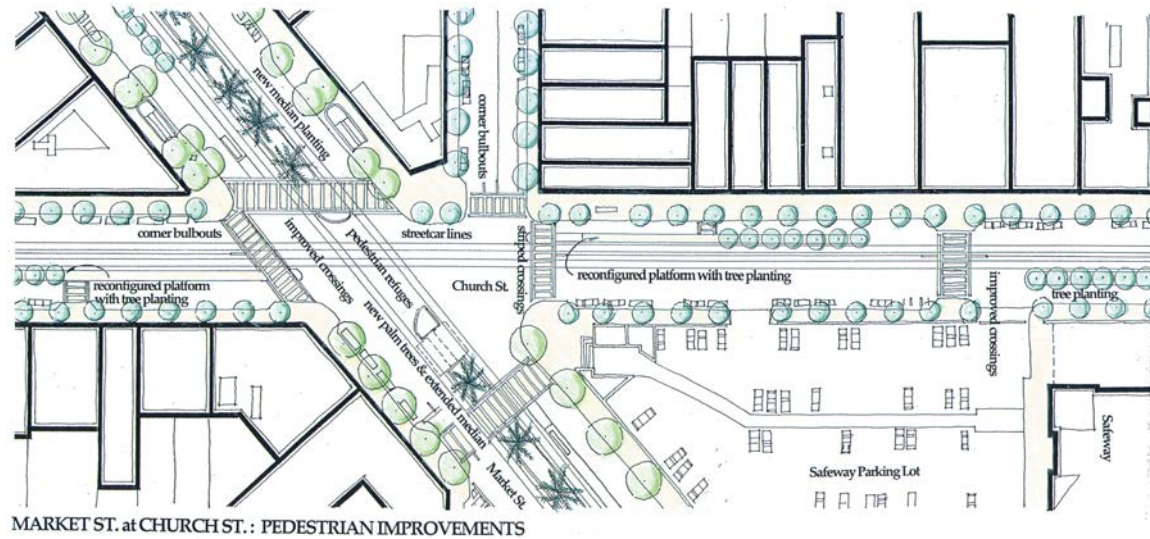 new median planting
corner bulbouts
corner bulbouts
improved crossings
pedestrian refuges
streetcar lines
striped crossings
reconfigured platform with tree planting
reconfigured platform
with tree planting
Church St.
improved crossings
tree planting
new palm trees & extended median
Market St.
Safeway
Safeway Parking Lot
MARKET ST. at CHURCH ST. : PEDESTRIAN IMPROVEMENTS